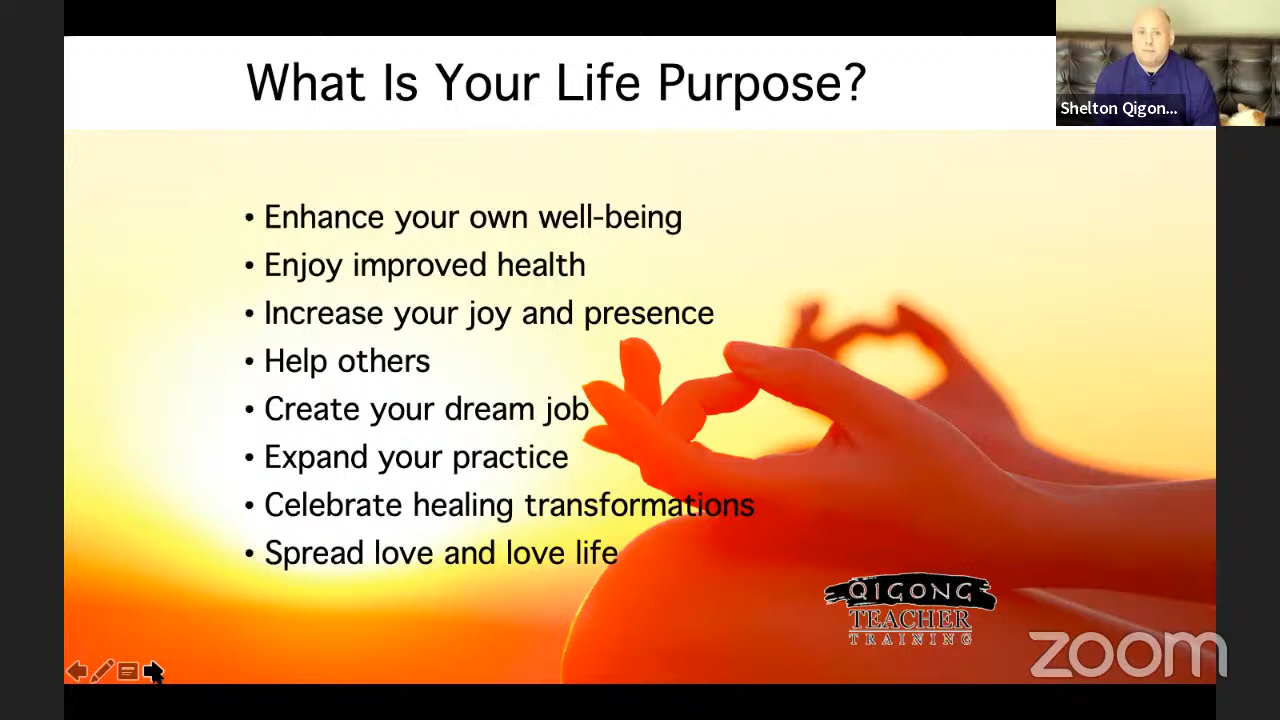 What Is Your Life Purpose?
Shelton Qigon...
• Enhance your own well-being
• Enjoy improved health
• Increase your joy and presence
• Help others
• Create your dream job
• Expand your practice
• Celebrate healing transformations
• Spread love and love life
QIGONG
TEACHER
TRAINING
zoom